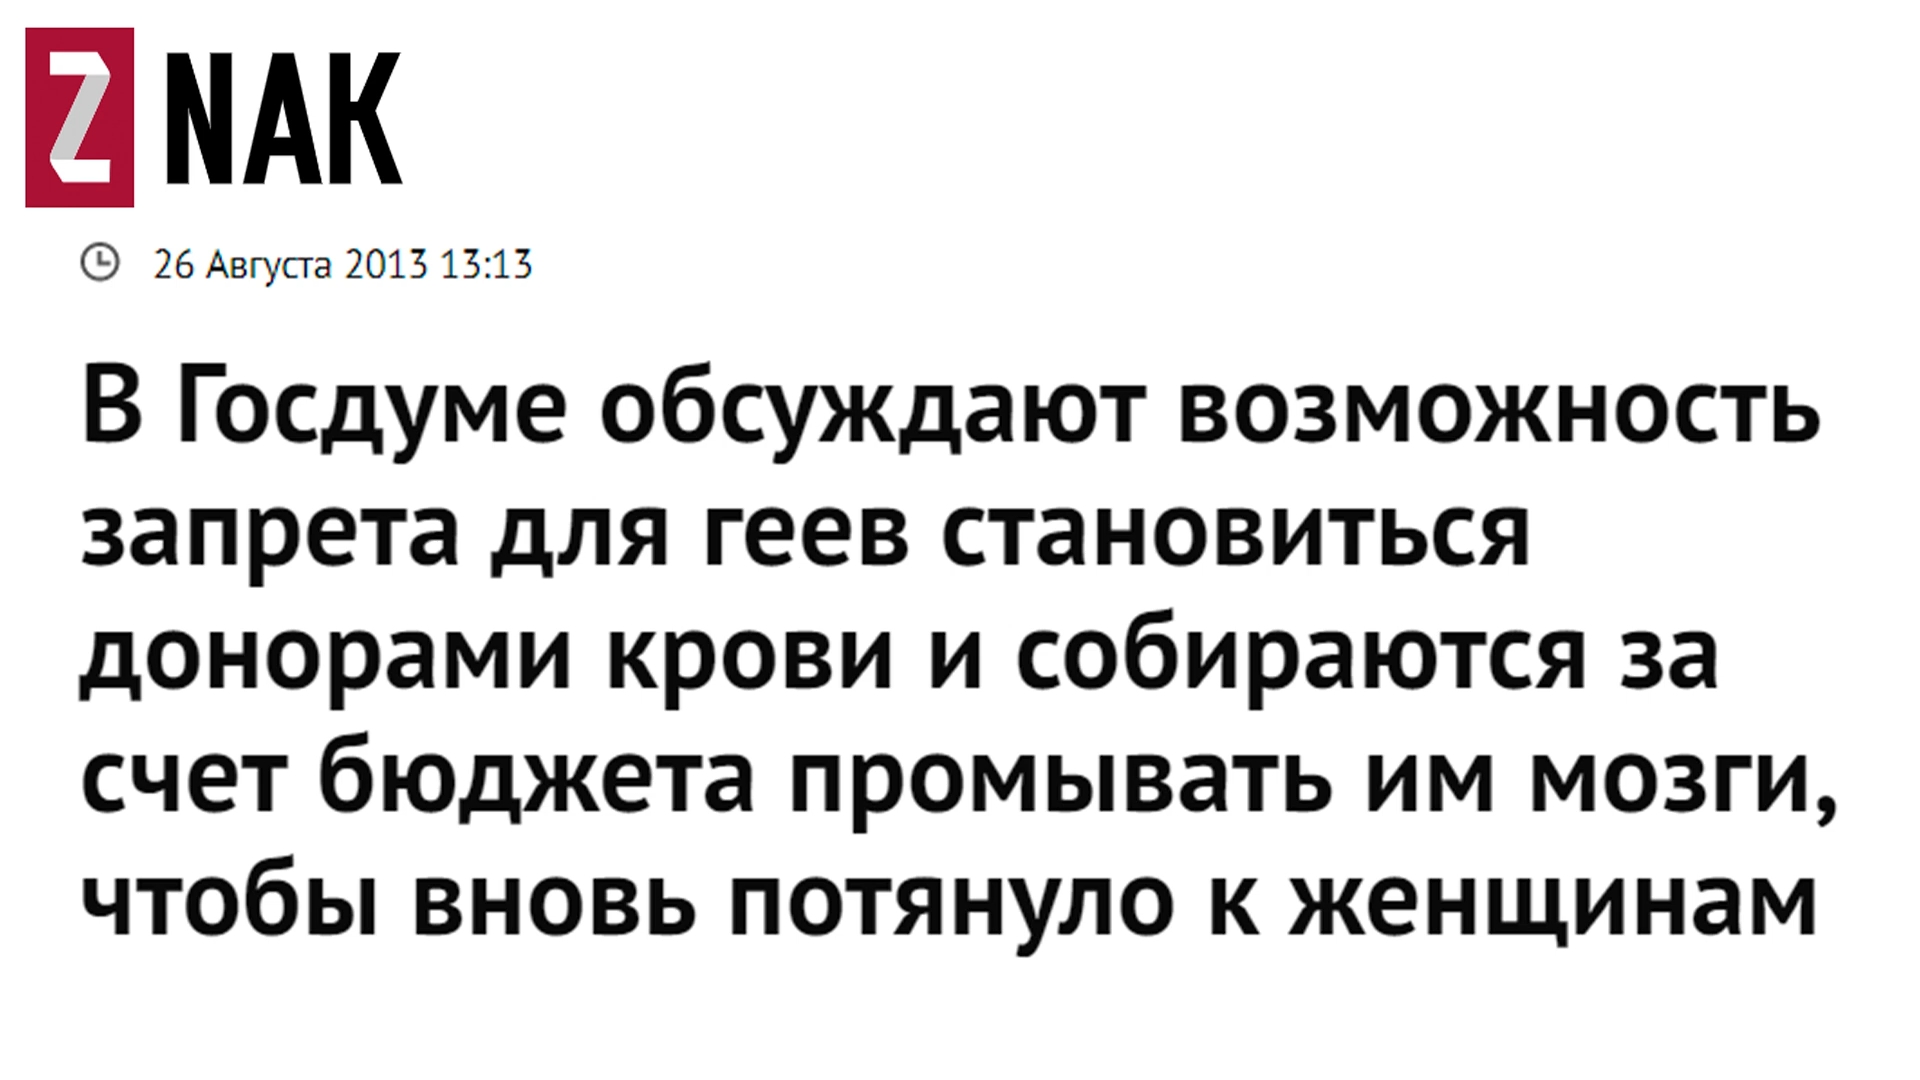 ZNAK
26 Августа 2013 13:13
В Госдуме обсуждают возможность
запрета для геев становиться
донорами крови и собираются за
счет бюджета промывать им мозги,
чтобы вновь потянуло к женщинам